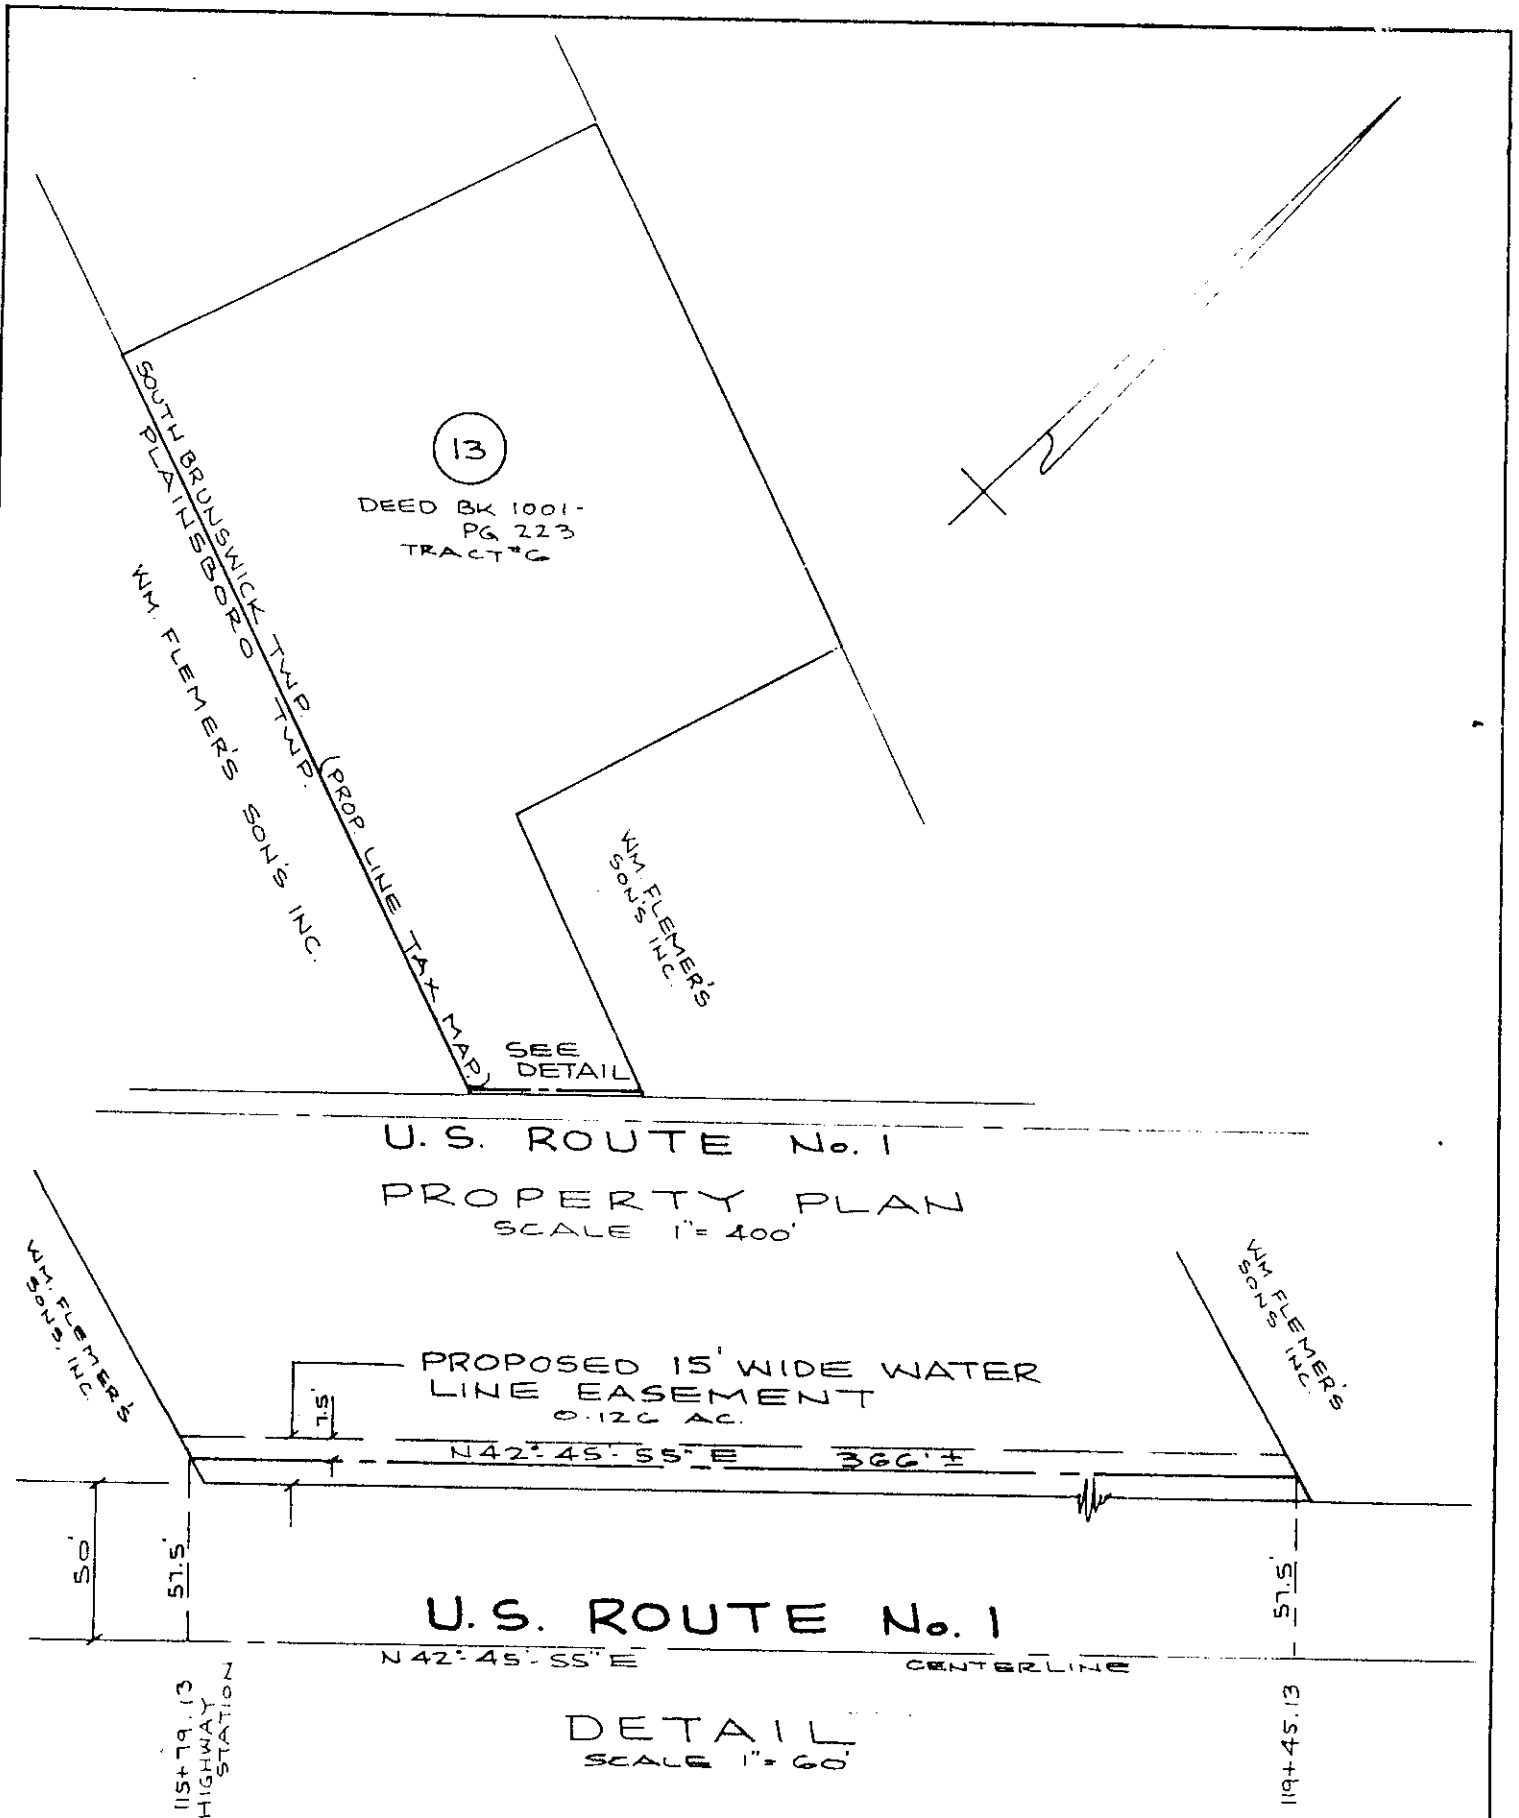 SOUTH BRUNSWICK TWP.
PLAINSBORO TWP.
(PROP. LINE TAX MAP.)
WM. FLEMER'S SON'S INC.
13
DEED BK 1001-
PG 223
TRACT #6
WM. FLEMER'S
SON'S INC.
SEE
DETAIL
U.S. ROUTE No. 1
PROPERTY PLAN
SCALE 1"= 400'
WM. FLEMER'S
SONS, INC.
WM FLEMER'S
SONS INC.
PROPOSED 15' WIDE WATER
LINE EASEMENT
0.126 AC.
7.5'
N 42°-45'-55" E 366'±
50'
57.5'
57.5'
U.S. ROUTE No. 1
N 42°-45'-55" E CENTERLINE
115+79.13
HIGHWAY
STATION
119+45.13
DETAIL
SCALE 1"= 60'